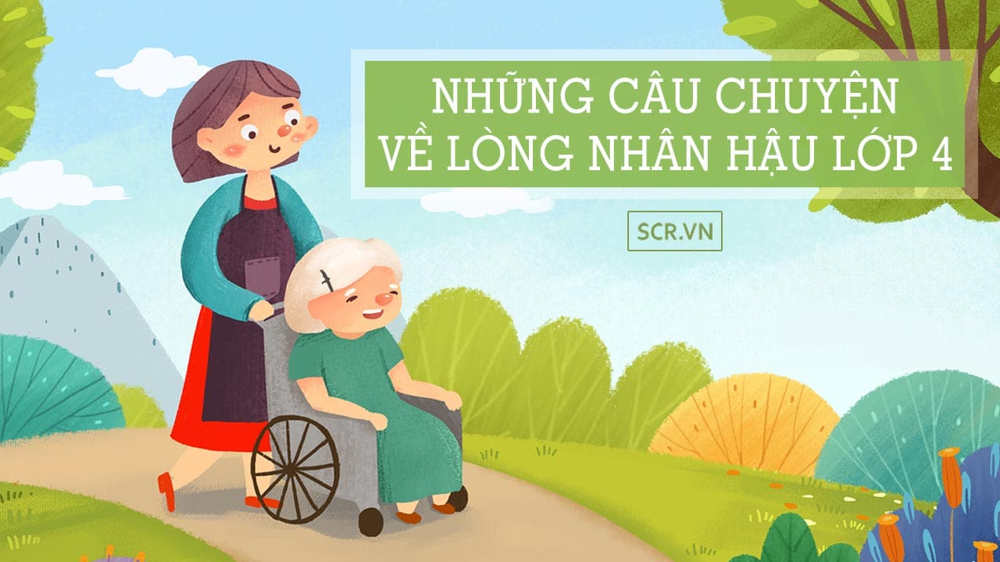 NHỮNG CÂU CHUYỆN
VỀ LÒNG NHÂN HẬU LỚP 4
SCR.VN